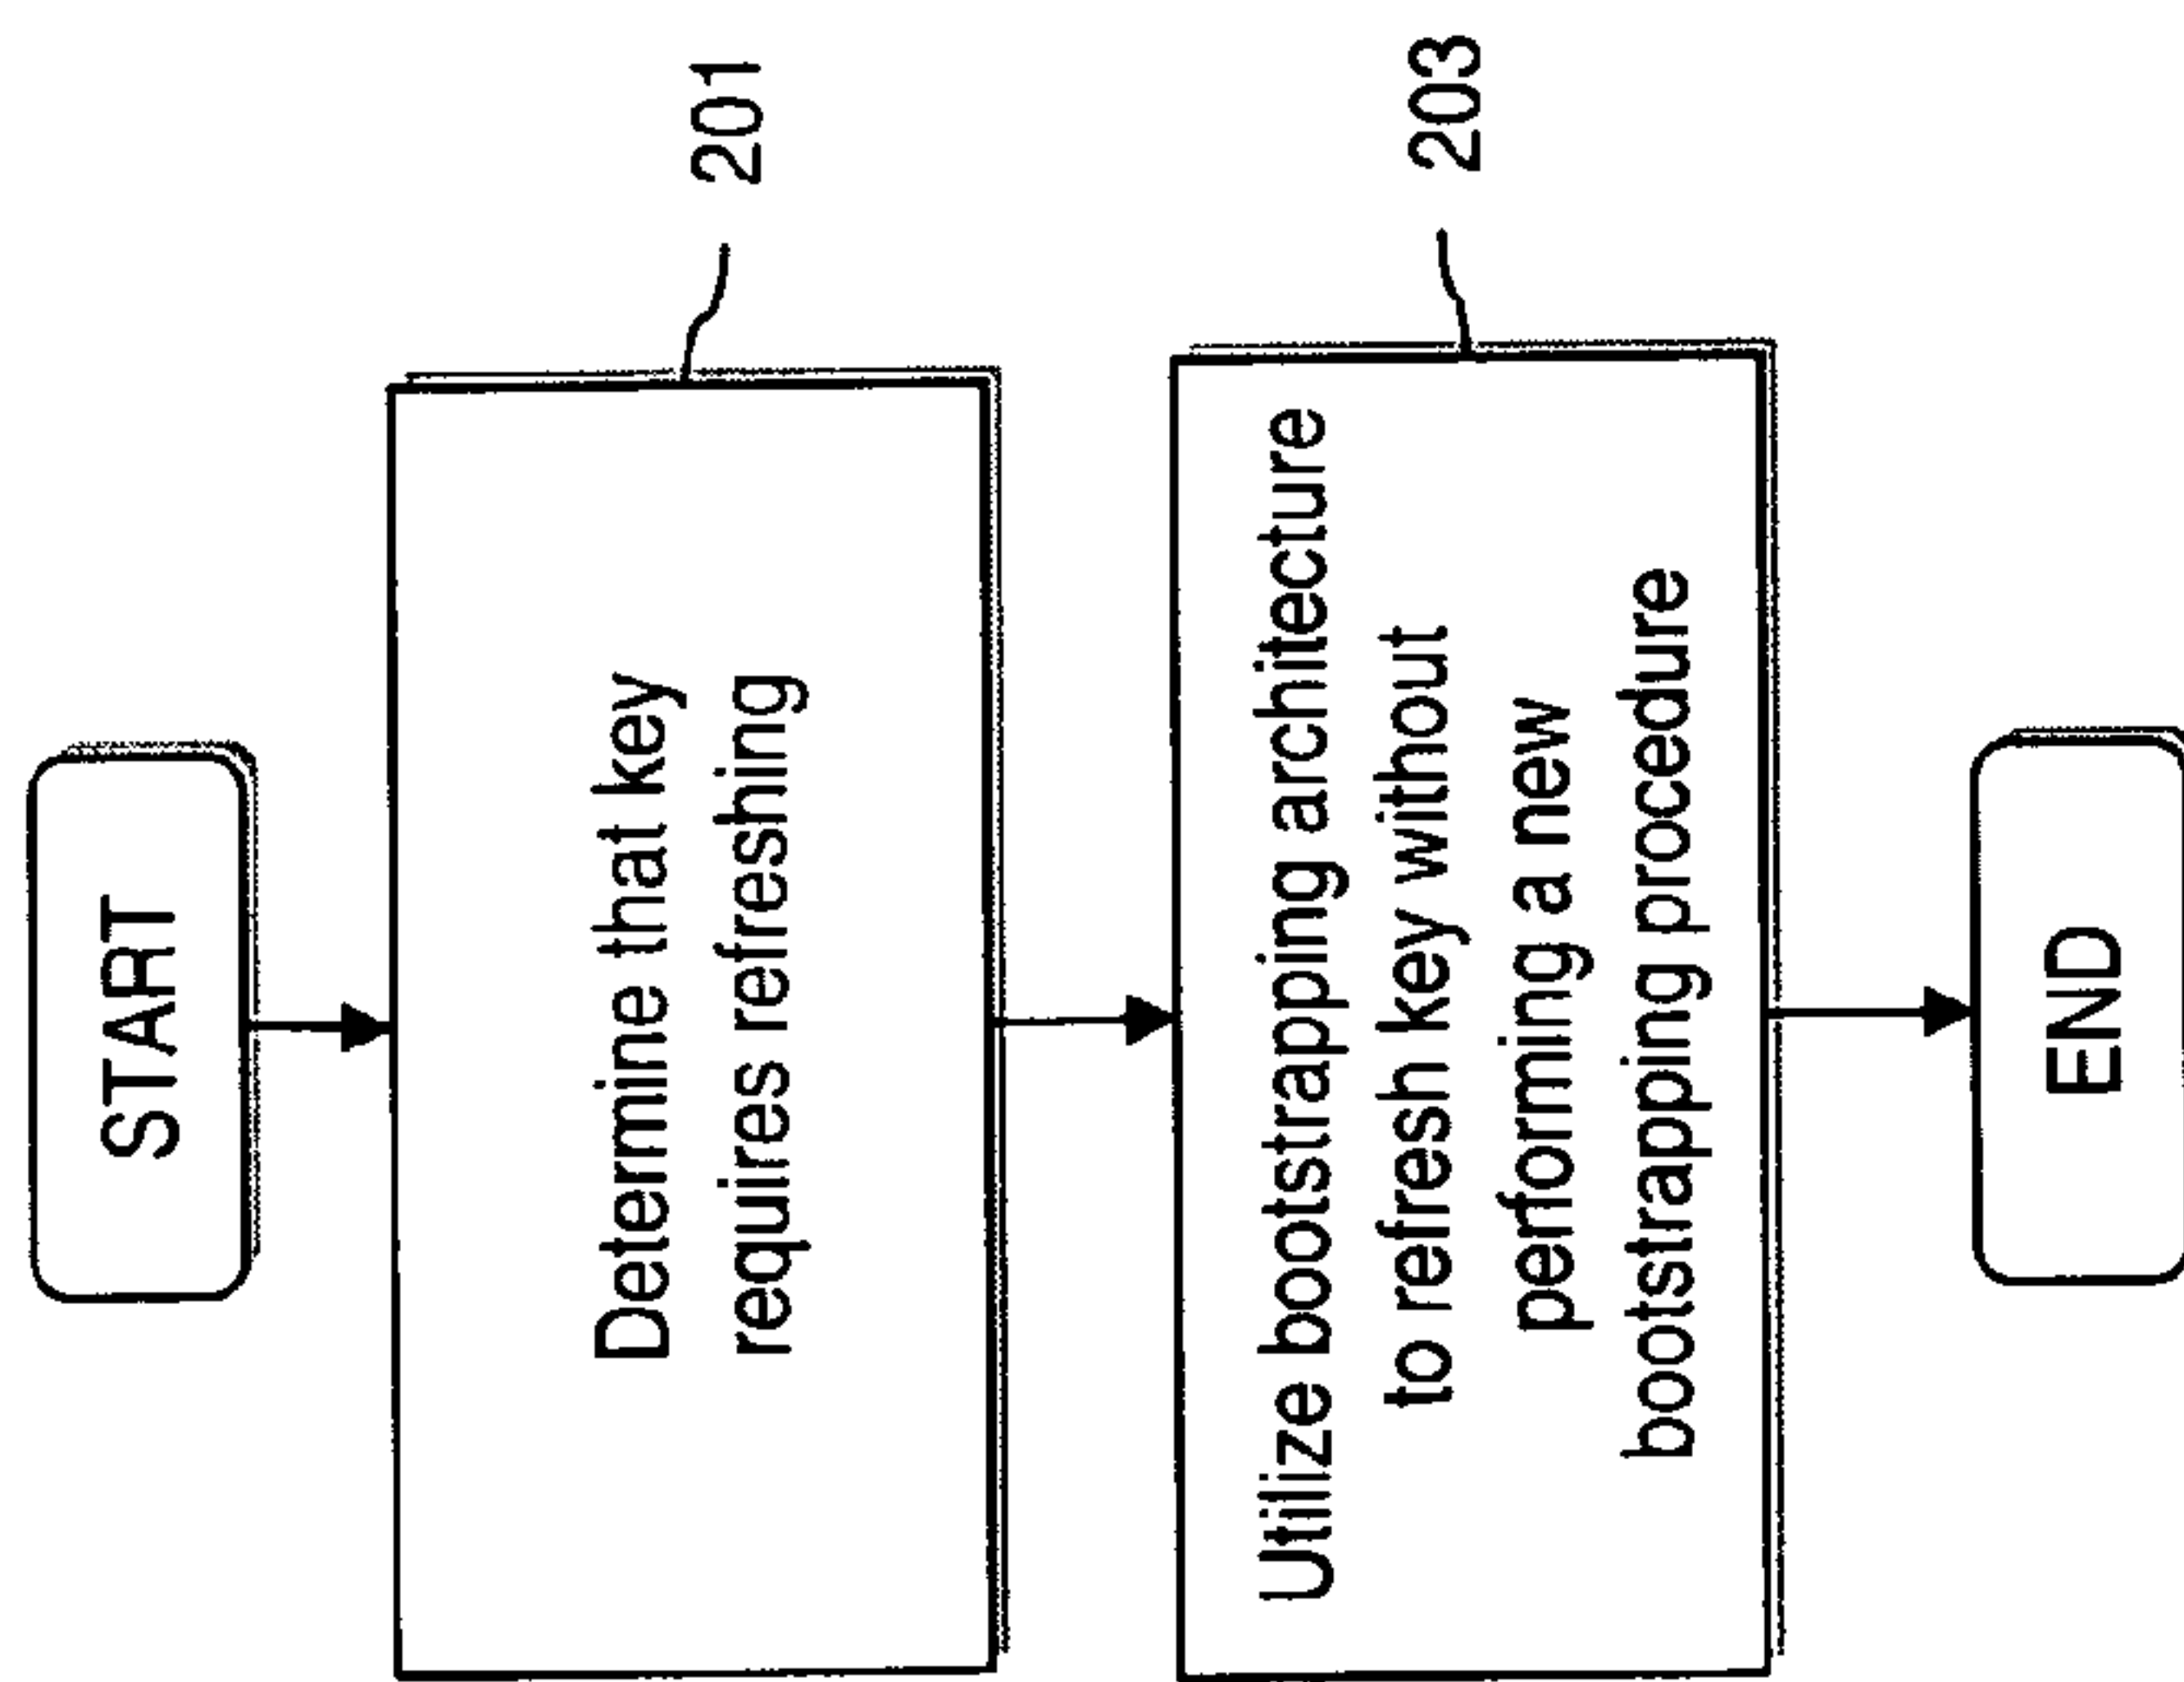 START
Determine that key
requires refreshing
201
Utilize bootstrapping architecture
to refresh key without
performing a new
bootstrapping procedure
203
END